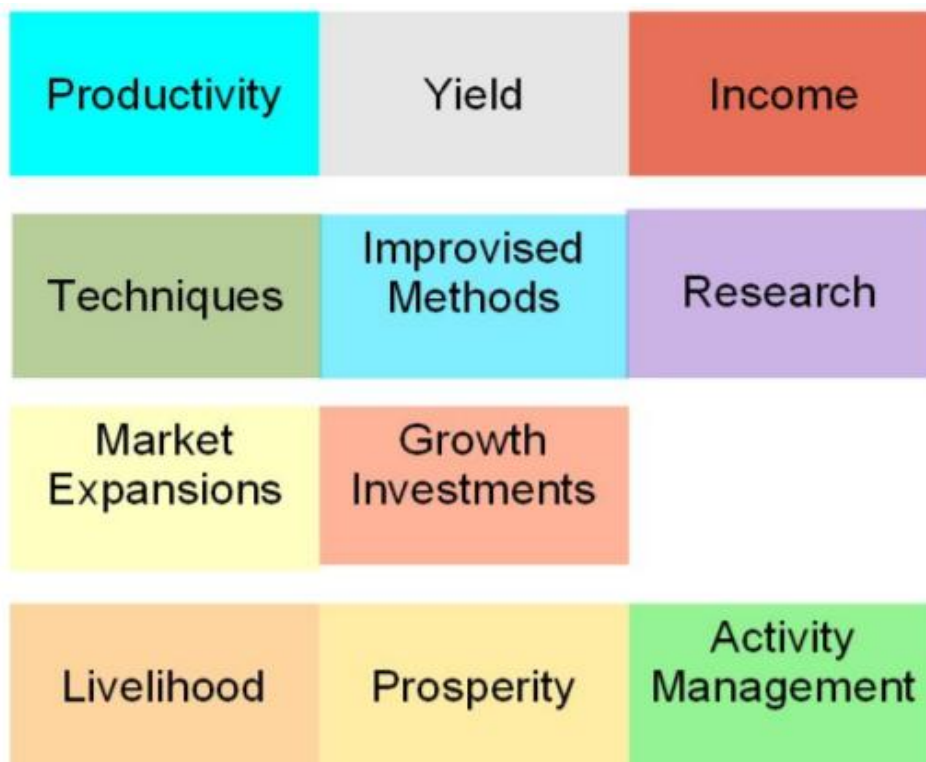 Productivity
Yield
Income
Techniques
Improvised
Methods
Research
Market
Expansions
Growth
Investments
Livelihood
Prosperity
Activity
Management